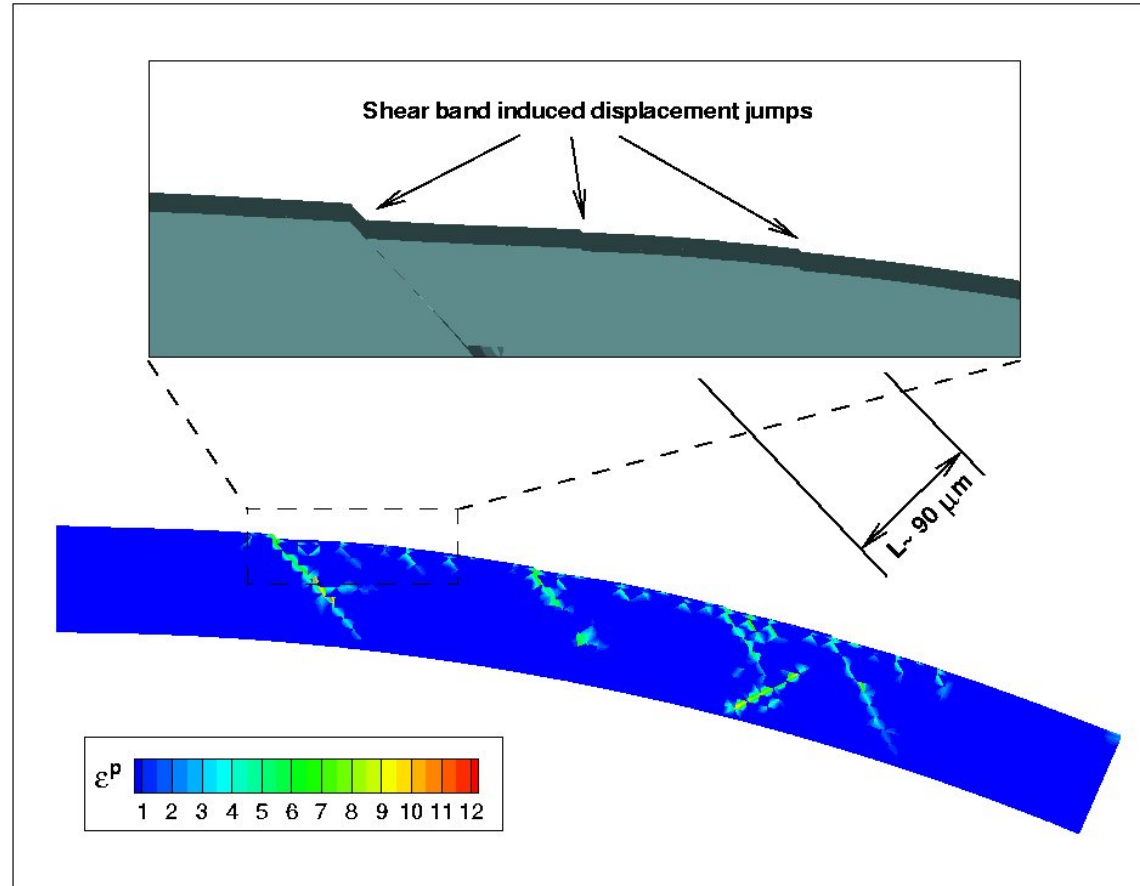 Shear band induced displacement jumps
L~ 90 μm
εᵖ
1 2 3 4 5 6 7 8 9 10 11 12